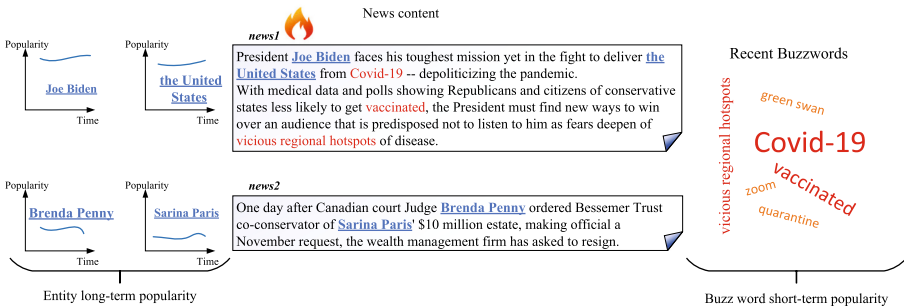 News content
news1
Popularity
Joe Biden
Time
Popularity
the United
States
Time
President Joe Biden faces his toughest mission yet in the fight to deliver the
United States from Covid-19 -- depoliticizing the pandemic.
With medical data and polls showing Republicans and citizens of conservative
states less likely to get vaccinated, the President must find new ways to win
over an audience that is predisposed not to listen to him as fears deepen of
vicious regional hotspots of disease.
Recent Buzzwords
vicious regional hotspots
green swan
Covid-19
vaccinated
zoom
quarantine
news2
Popularity
Brenda Penny
Time
Popularity
Sarina Paris
Time
One day after Canadian court Judge Brenda Penny ordered Bessemer Trust
co-conservator of Sarina Paris' $10 million estate, making official a
November request, the wealth management firm has asked to resign.
Entity long-term popularity
Buzz word short-term popularity